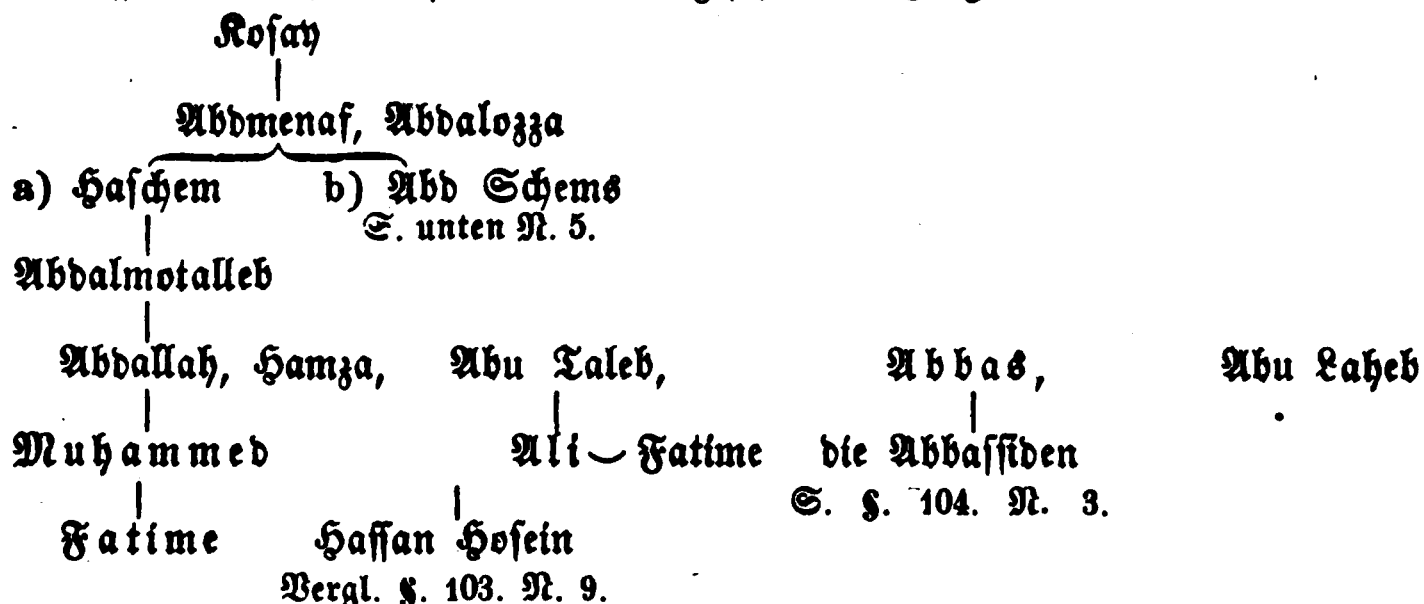 Kosay
Abdmenaf, Abdalozza
a) Haschem b) Abd Schems
S. unten N. 5.
Abdalmotalleb
Abdallah, Hamza, Abu Taleb, Abbas, Abu Laheb
Muhammed Ali Fatime die Abbassiden
S. §. 104. N. 3.
Fatime Hassan Hosein
Vergl. §. 103. N. 9.